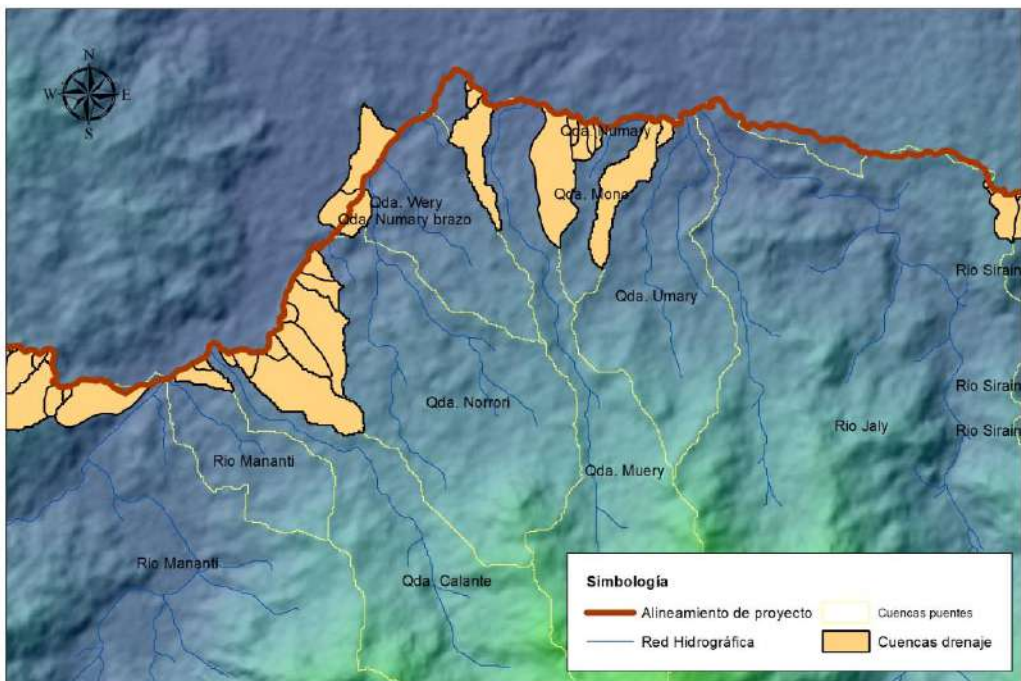 N
W E
S
Qda. Numary
Qda. Mono
Qda. Wery
Qda. Numary brazo
Rio Sirain
Qda. Umary
Rio Sirain
Qda. Norrori
Rio Jaly
Rio Sirain
Rio Mananti
Qda. Muery
Rio Mananti
Qda. Calante
Simbología
Alineamiento de proyecto
Cuencas puentes
Red Hidrográfica
Cuencas drenaje